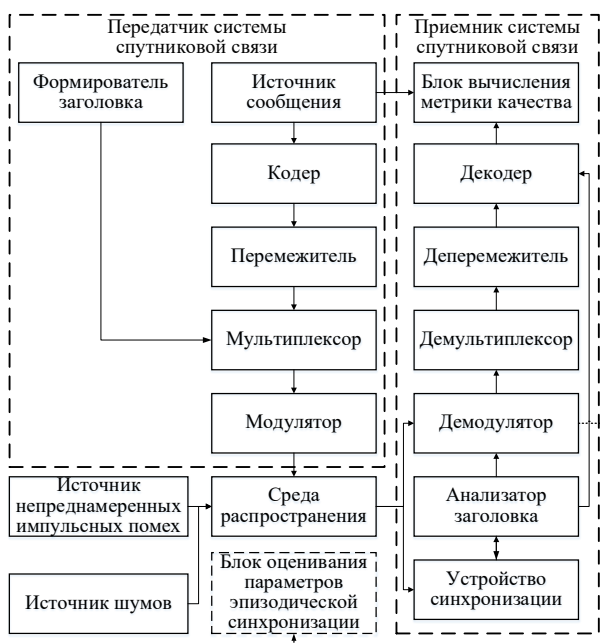 Передатчик системы
спутниковой связи
Приемник системы
спутниковой связи
Формирователь
заголовка
Источник
сообщения
Блок вычисления
метрики качества
Кодер
Декодер
Перемежитель
Деперемежитель
Мультиплексор
Демультиплексор
Модулятор
Демодулятор
Источник
непреднамеренных
импульсных помех
Среда
распространения
Анализатор
заголовка
Источник шумов
Блок оценивания
параметров
эпизодической
синхронизации
Устройство
синхронизации